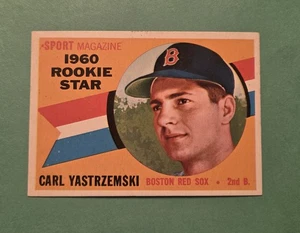 SPORT MAGAZINE
1960
ROOKIE
STAR
B
CARL YASTRZEMSKI
BOSTON RED SOX • 2nd B.